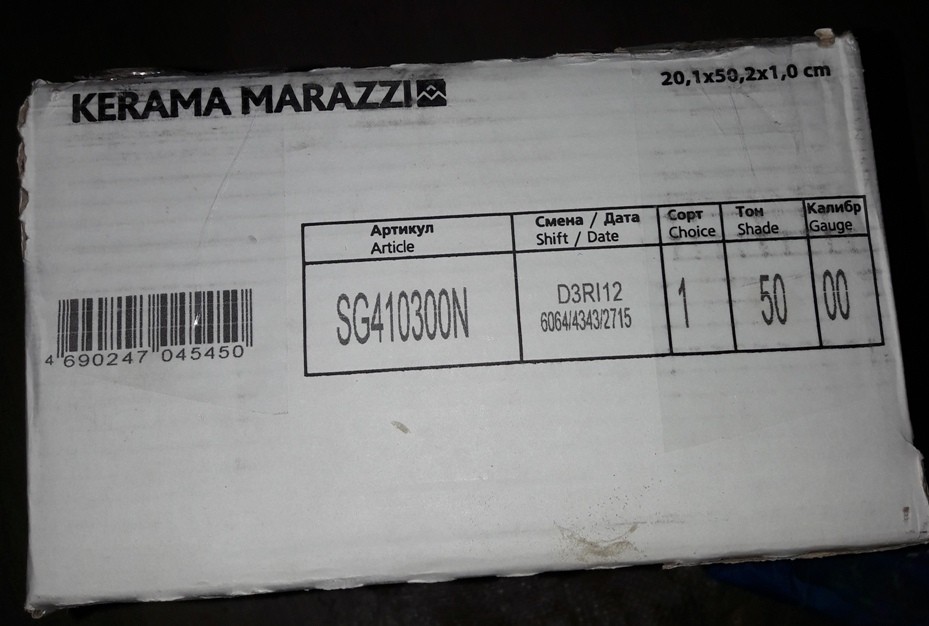 KERAMA MARAZZI
20,1x50,2x1,0 cm
Артикул
Article
Смена / Дата
Shift / Date
Сорт
Choice
Тон
Shade
Калибр
Gauge
SG410300N
D3RI12
6064/4343/2715
1
50
00
4 690247 045450